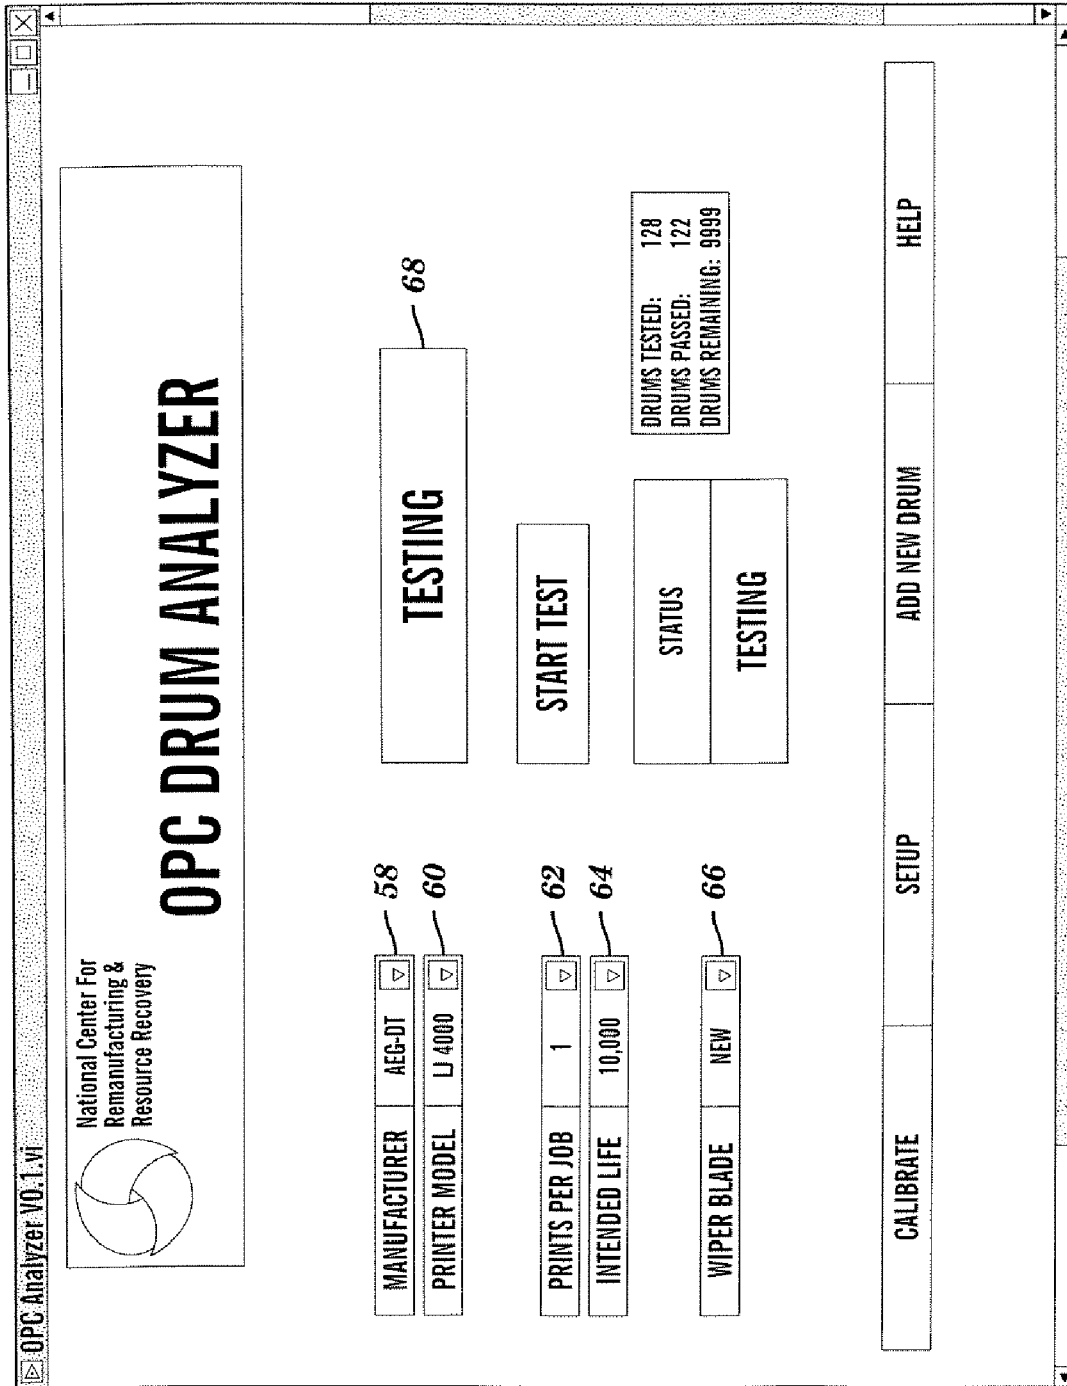 OPC Analyzer V0.1.vi
National Center For
Remanufacturing &
Resource Recovery
OPC DRUM ANALYZER
MANUFACTURER AEG-DT 58
PRINTER MODEL LJ 4000 60
TESTING 68
PRINTS PER JOB 1 62
INTENDED LIFE 10,000 64
START TEST
WIPER BLADE NEW 66
STATUS
TESTING
DRUMS TESTED: 128
DRUMS PASSED: 122
DRUMS REMAINING: 9999
CALIBRATE SETUP ADD NEW DRUM HELP